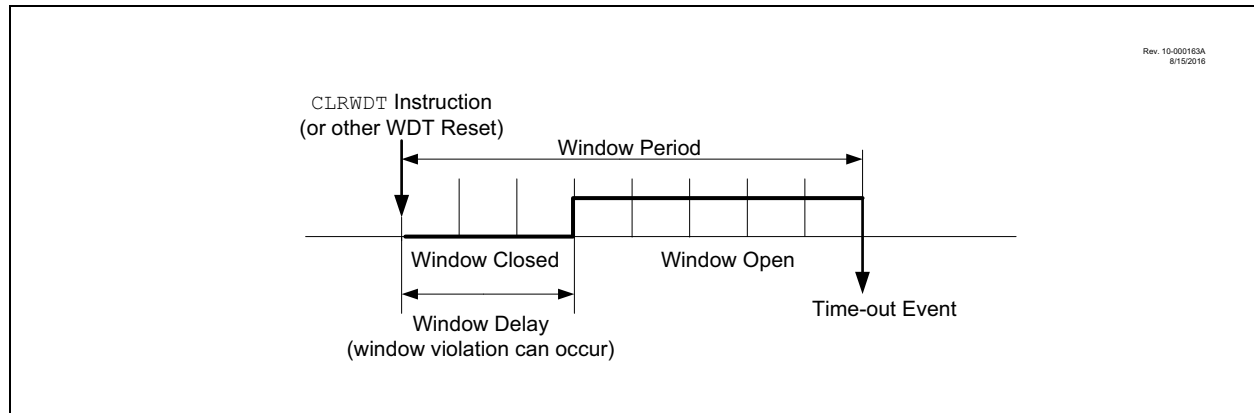 Rev. 10-000163A
8/15/2016
CLRWDT Instruction
(or other WDT Reset)
Window Period
Window Closed
Window Open
Window Delay
(window violation can occur)
Time-out Event